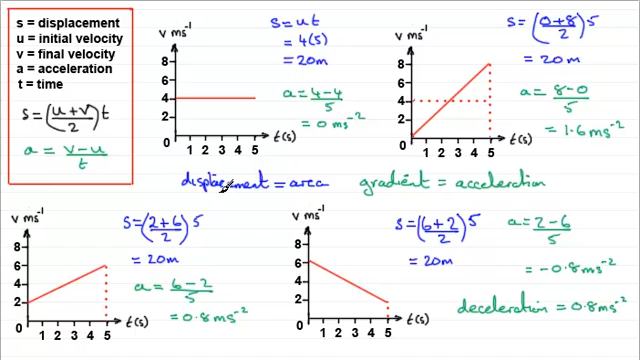 s = displacement
u = initial velocity
v = final velocity
a = acceleration
t = time
s = (u+v/2) t
a = v-u/t
v ms⁻¹
8
6
4
2
0
1 2 3 4 5 t(s)
s = ut
= 4(5)
= 20m
a = 4-4/5
= 0 ms⁻²
v ms⁻¹
8
6
4
2
0
1 2 3 4 5 t(s)
s = (0+8/2) 5
= 20m
a = 8-0/5
= 1.6 ms⁻²
displacement = area
gradient = acceleration
v ms⁻¹
8
6
4
2
0
1 2 3 4 5 t(s)
s = (2+6/2) 5
= 20m
a = 6-2/5
= 0.8 ms⁻²
v ms⁻¹
8
6
4
2
0
1 2 3 4 5 t(s)
s = (6+2/2) 5
= 20m
a = 2-6/5
= -0.8 ms⁻²
deceleration = 0.8 ms⁻²